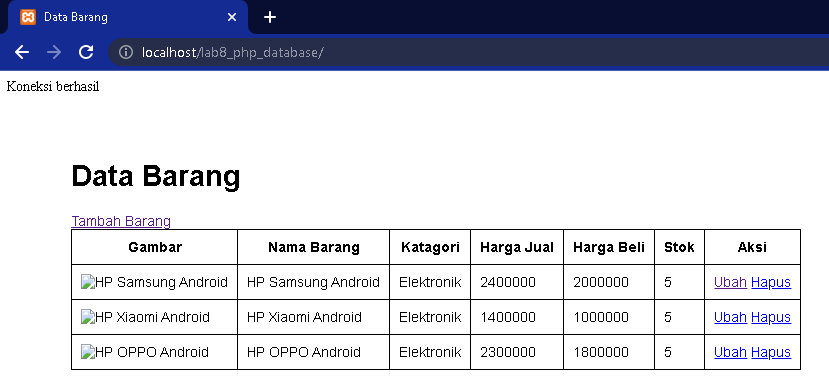 Data Barang
localhost/lab8_php_database/
Koneksi berhasil
Data Barang
Tambah Barang
Gambar Nama Barang Katagori Harga Jual Harga Beli Stok Aksi
HP Samsung Android HP Samsung Android Elektronik 2400000 2000000 5 Ubah Hapus
HP Xiaomi Android HP Xiaomi Android Elektronik 1400000 1000000 5 Ubah Hapus
HP OPPO Android HP OPPO Android Elektronik 2300000 1800000 5 Ubah Hapus